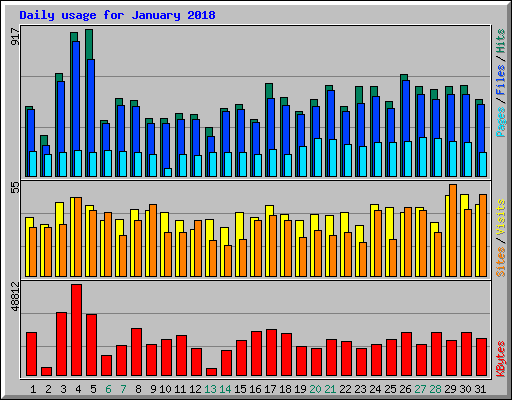 Daily usage for January 2018
917
Pages / Files / Hits
55
Sites / Visits
48812
KBytes
1 2 3 4 5 6 7 8 9 10 11 12 13 14 15 16 17 18 19 20 21 22 23 24 25 26 27 28 29 30 31